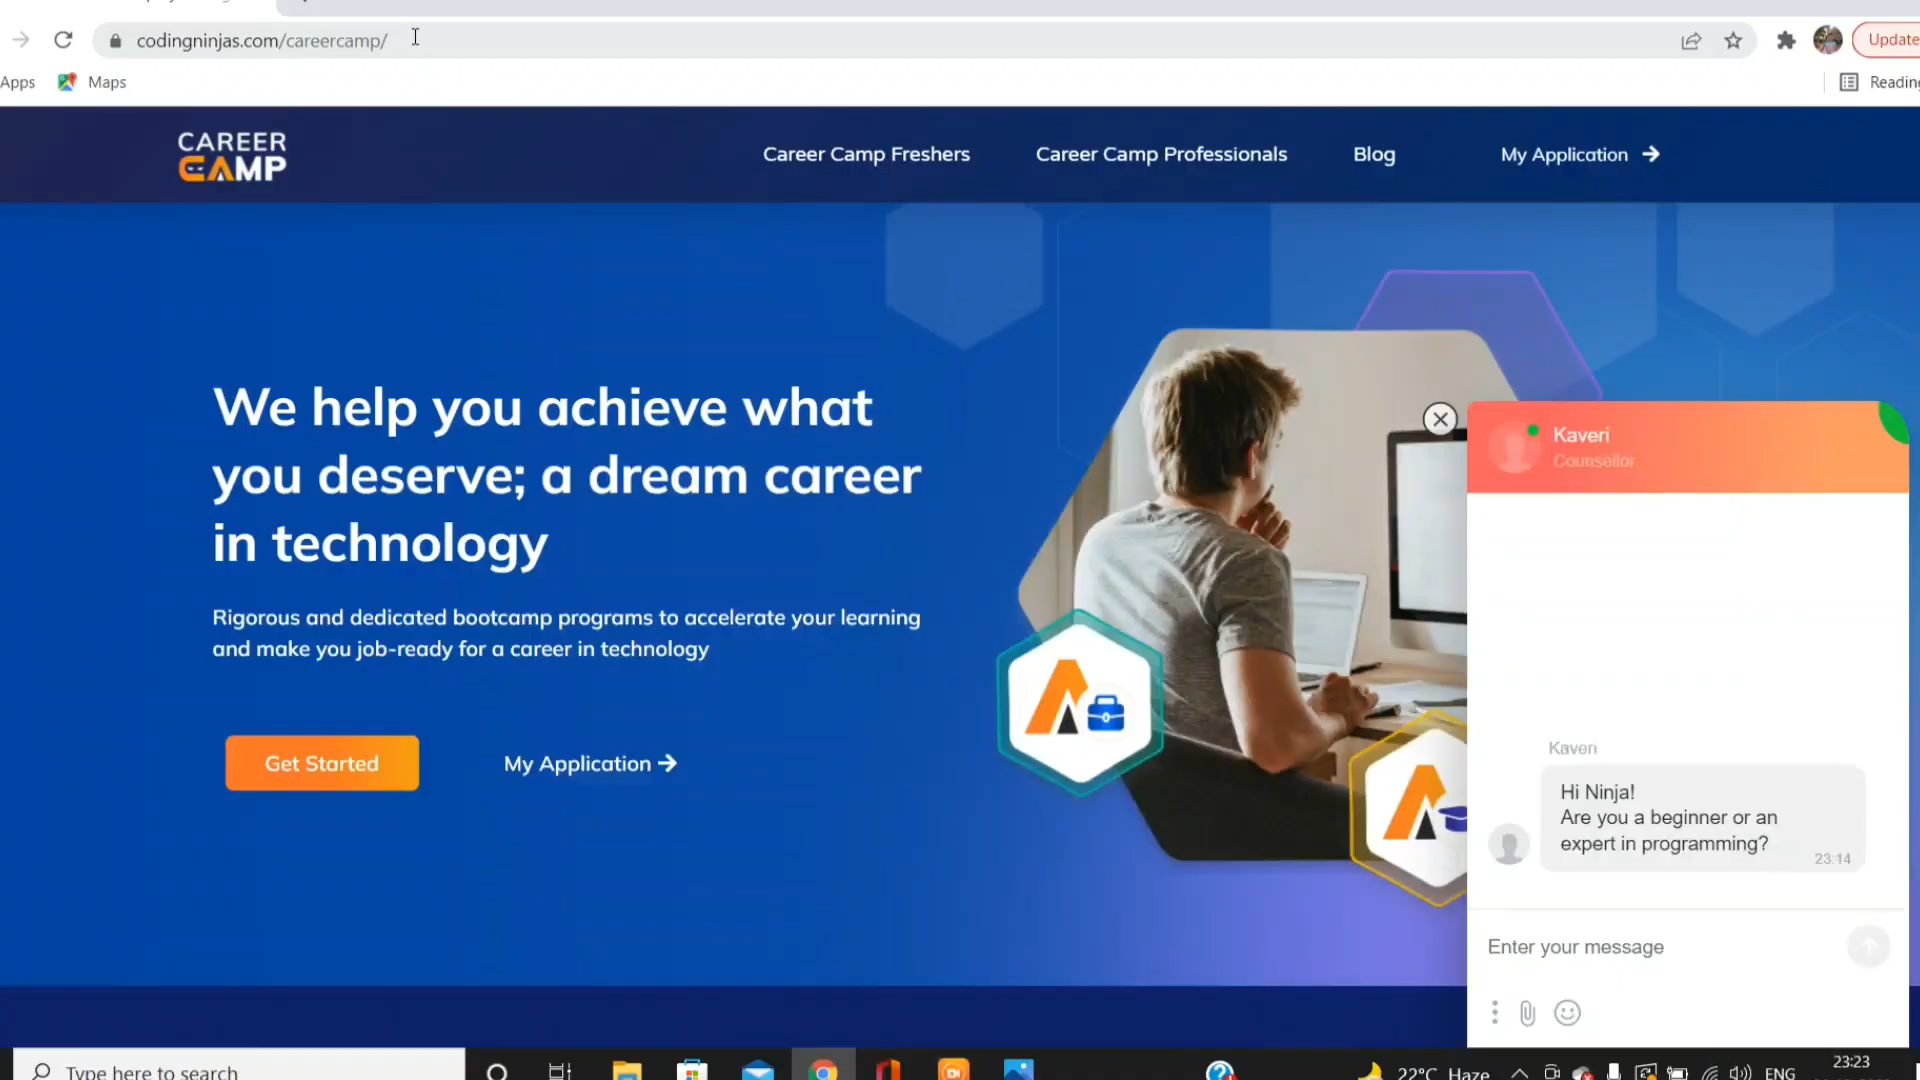 codingninjas.com/careercamp/
Update
Apps
Maps
Reading
CAREER
CAMP
Career Camp Freshers
Career Camp Professionals
Blog
My Application
We help you achieve what
you deserve; a dream career
in technology
Rigorous and dedicated bootcamp programs to accelerate your learning
and make you job-ready for a career in technology
Get Started
My Application
Kaveri
Counsellor
Kaveri
Hi Ninja!
Are you a beginner or an
expert in programming?
23:14
Enter your message
Type here to search
22°C Haze
ENG
23:23